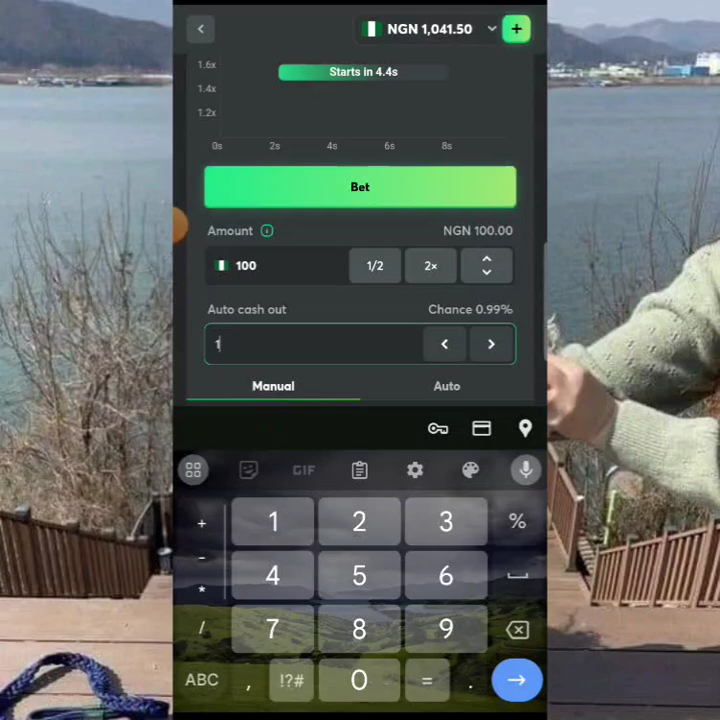 NGN 1,041.50
+
1.6x
Starts in 4.4s
1.4x
1.2x
0s 2s 4s 6s 8s
Bet
Amount NGN 100.00
100 1/2 2×
Auto cash out Chance 0.99%
1
Manual Auto
GIF
+ 1 2 3 %
- 4 5 6
*
/ 7 8 9
ABC , !?# 0 = .